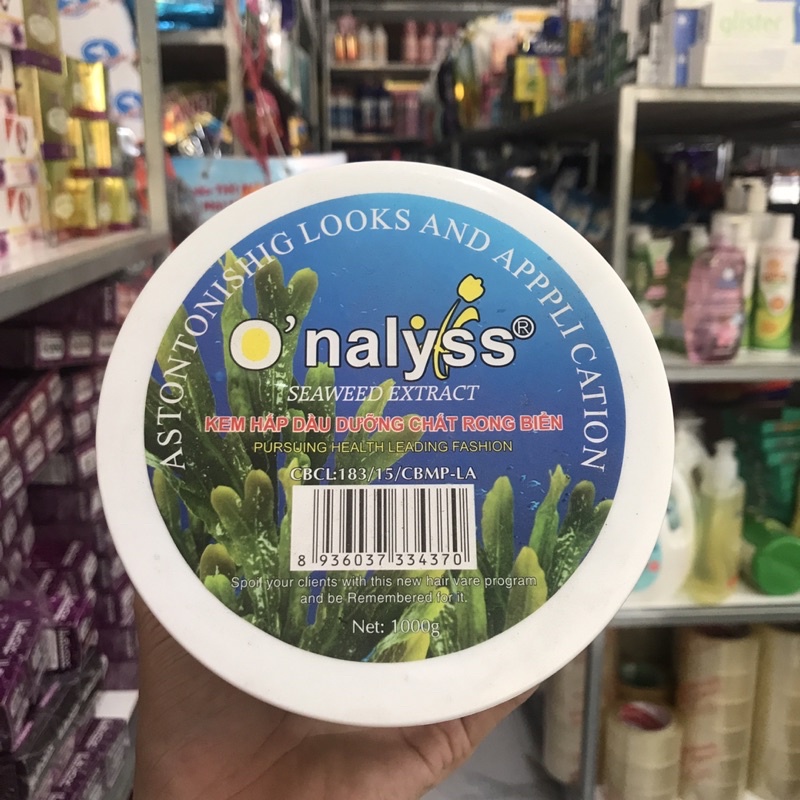 ASTONTONISHIG LOOKS AND APPPLI CATION
O'nalyss®
SEAWEED EXTRACT
KEM HẤP DẦU DƯỠNG CHẤT RONG BIỂN
PURSUING HEALTH LEADING FASHION
CBCL:183/15/CBMP-LA
8 936037 334370
Spoil your clients with this new hair vare program
and be Remembered for it.
Net: 1000g
glister